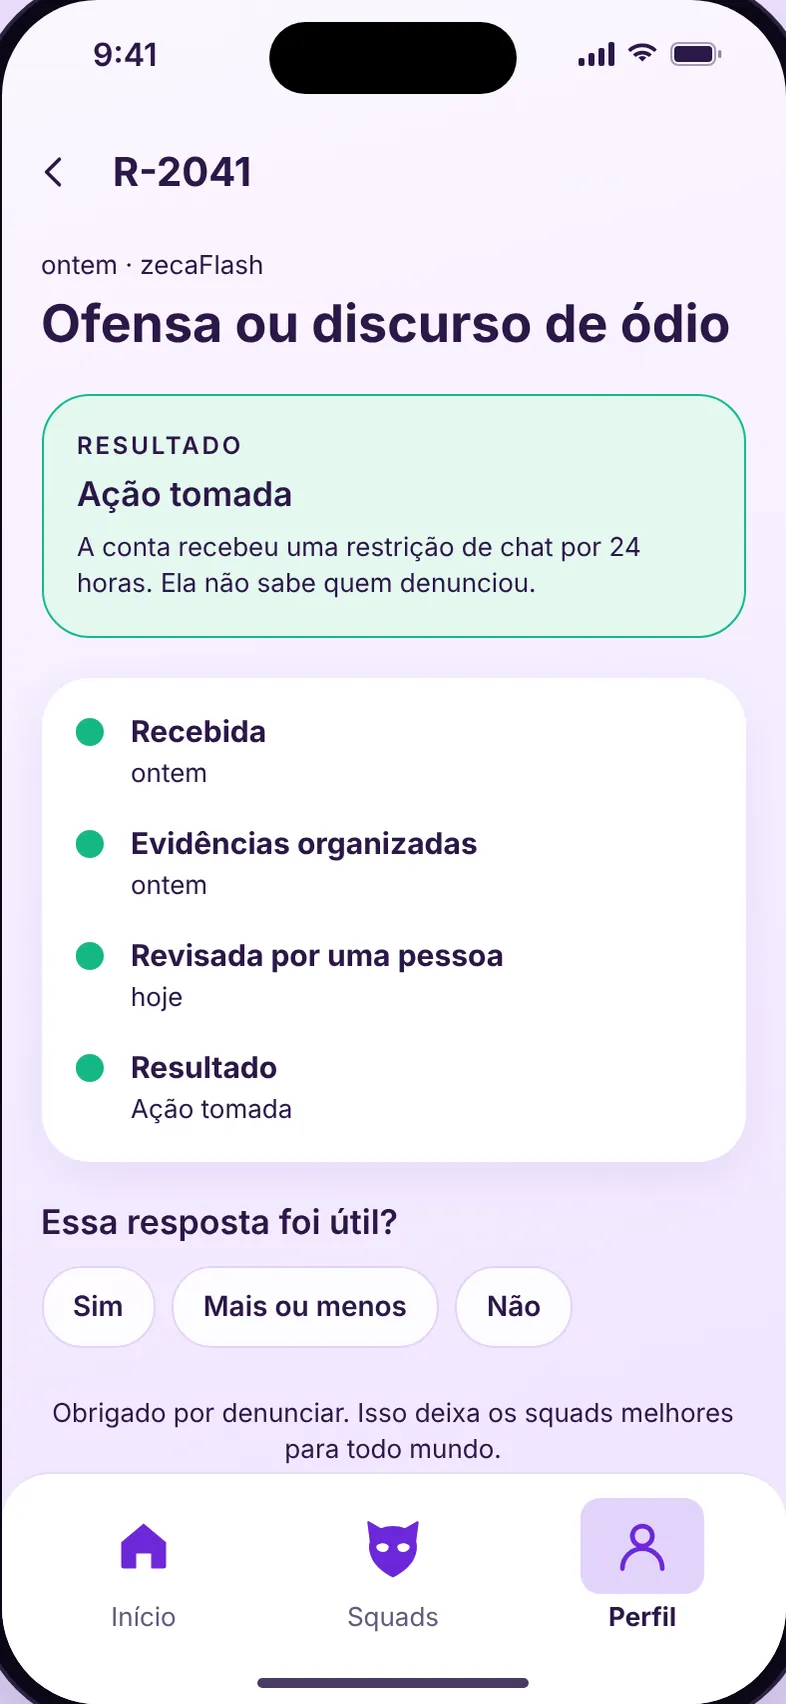 9:41
R-2041
ontem · zecaFlash
Ofensa ou discurso de ódio
RESULTADO
Ação tomada
A conta recebeu uma restrição de chat por 24
horas. Ela não sabe quem denunciou.
Recebida
ontem
Evidências organizadas
ontem
Revisada por uma pessoa
hoje
Resultado
Ação tomada
Essa resposta foi útil?
Sim
Mais ou menos
Não
Obrigado por denunciar. Isso deixa os squads melhores
para todo mundo.
Início
Squads
Perfil